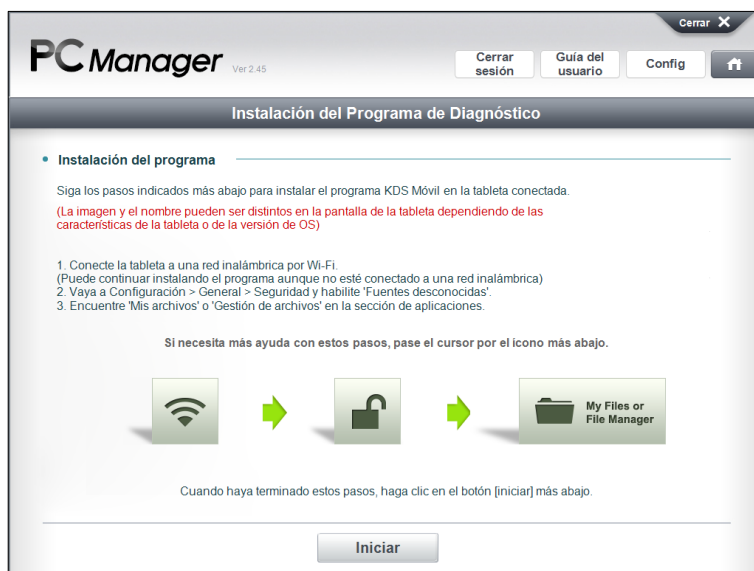 Cerrar X
PC Manager Ver 2.45
Cerrar sesión
Guía del usuario
Config
Instalación del Programa de Diagnóstico
• Instalación del programa
Siga los pasos indicados más abajo para instalar el programa KDS Móvil en la tableta conectada.
(La imagen y el nombre pueden ser distintos en la pantalla de la tableta dependiendo de las
características de la tableta o de la versión de OS)
1. Conecte la tableta a una red inalámbrica por Wi-Fi.
(Puede continuar instalando el programa aunque no esté conectado a una red inalámbrica)
2. Vaya a Configuración > General > Seguridad y habilite 'Fuentes desconocidas'.
3. Encuentre 'Mis archivos' o 'Gestión de archivos' en la sección de aplicaciones.
Si necesita más ayuda con estos pasos, pase el cursor por el ícono más abajo.
My Files or
File Manager
Cuando haya terminado estos pasos, haga clic en el botón [iniciar] más abajo.
Iniciar